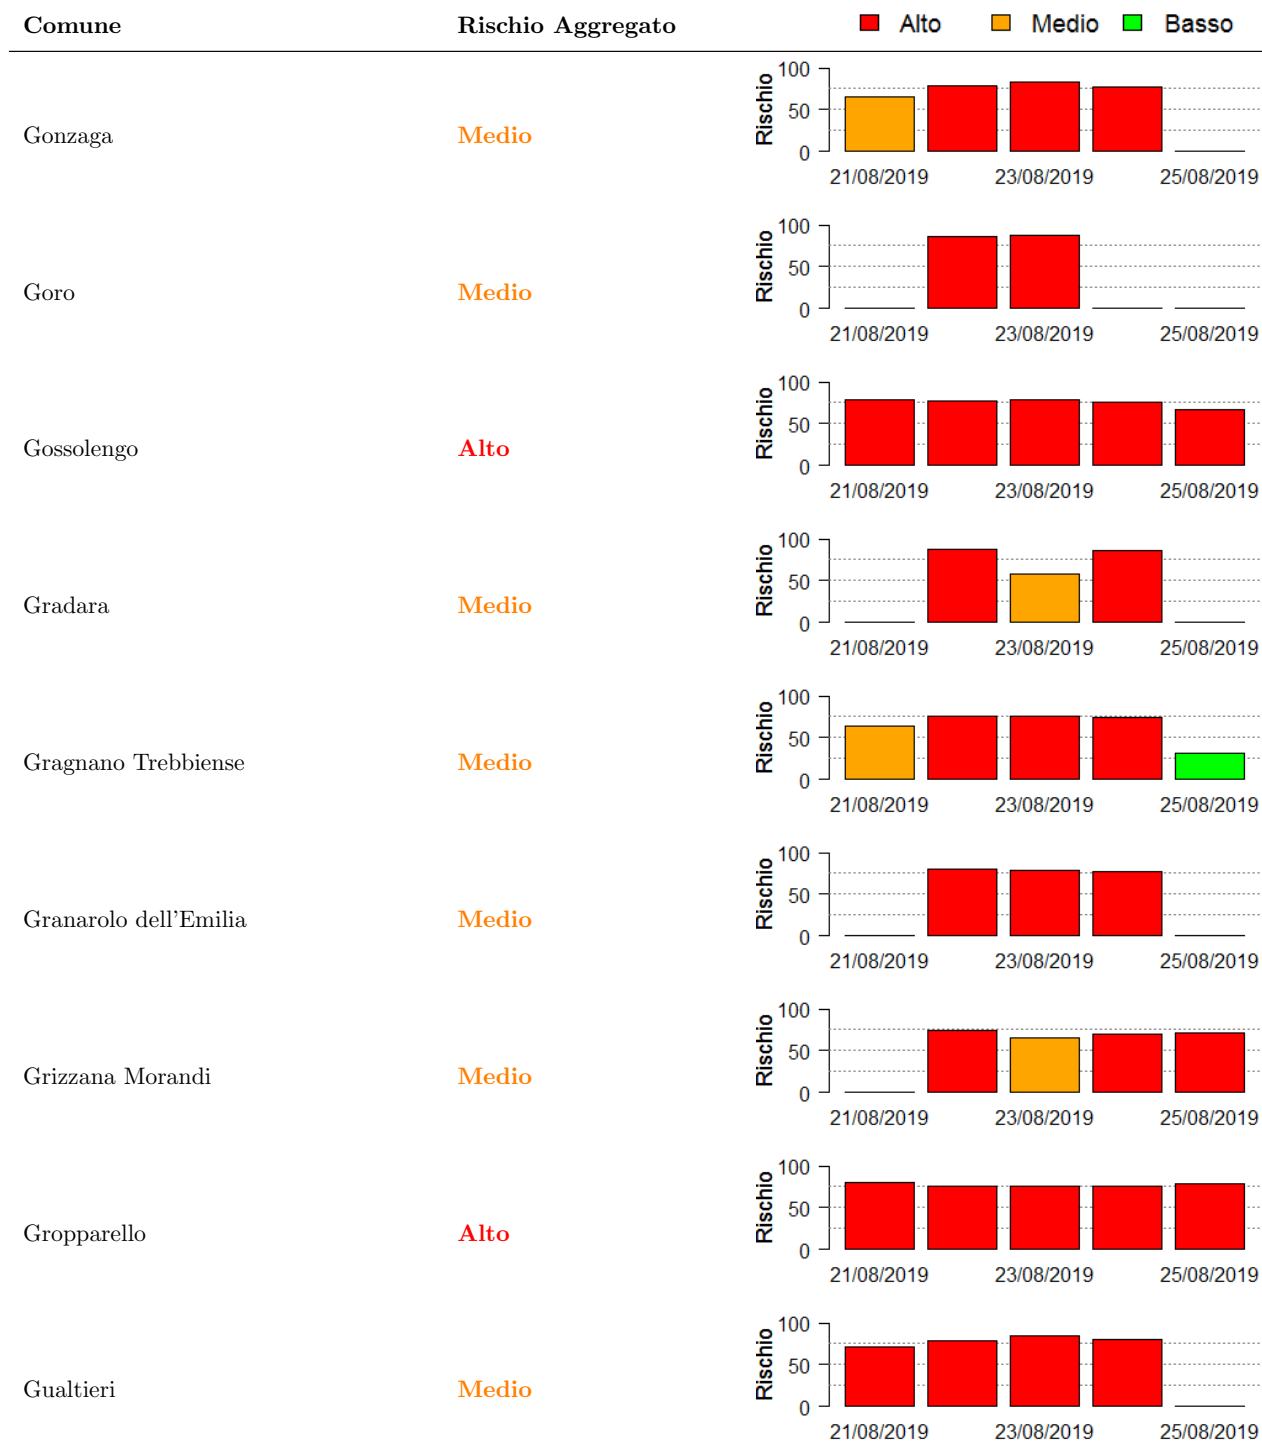 Comune Rischio Aggregato Alto Medio Basso
100
50
0
Rischio
Gonzaga Medio
21/08/2019 23/08/2019 25/08/2019
100
50
0
Rischio
Goro Medio
21/08/2019 23/08/2019 25/08/2019
100
50
0
Rischio
Gossolengo Alto
21/08/2019 23/08/2019 25/08/2019
100
50
0
Rischio
Gradara Medio
21/08/2019 23/08/2019 25/08/2019
100
50
0
Rischio
Gragnano Trebbiense Medio
21/08/2019 23/08/2019 25/08/2019
100
50
0
Rischio
Granarolo dell'Emilia Medio
21/08/2019 23/08/2019 25/08/2019
100
50
0
Rischio
Grizzana Morandi Medio
21/08/2019 23/08/2019 25/08/2019
100
50
0
Rischio
Gropparello Alto
21/08/2019 23/08/2019 25/08/2019
100
50
0
Rischio
Gualtieri Medio
21/08/2019 23/08/2019 25/08/2019